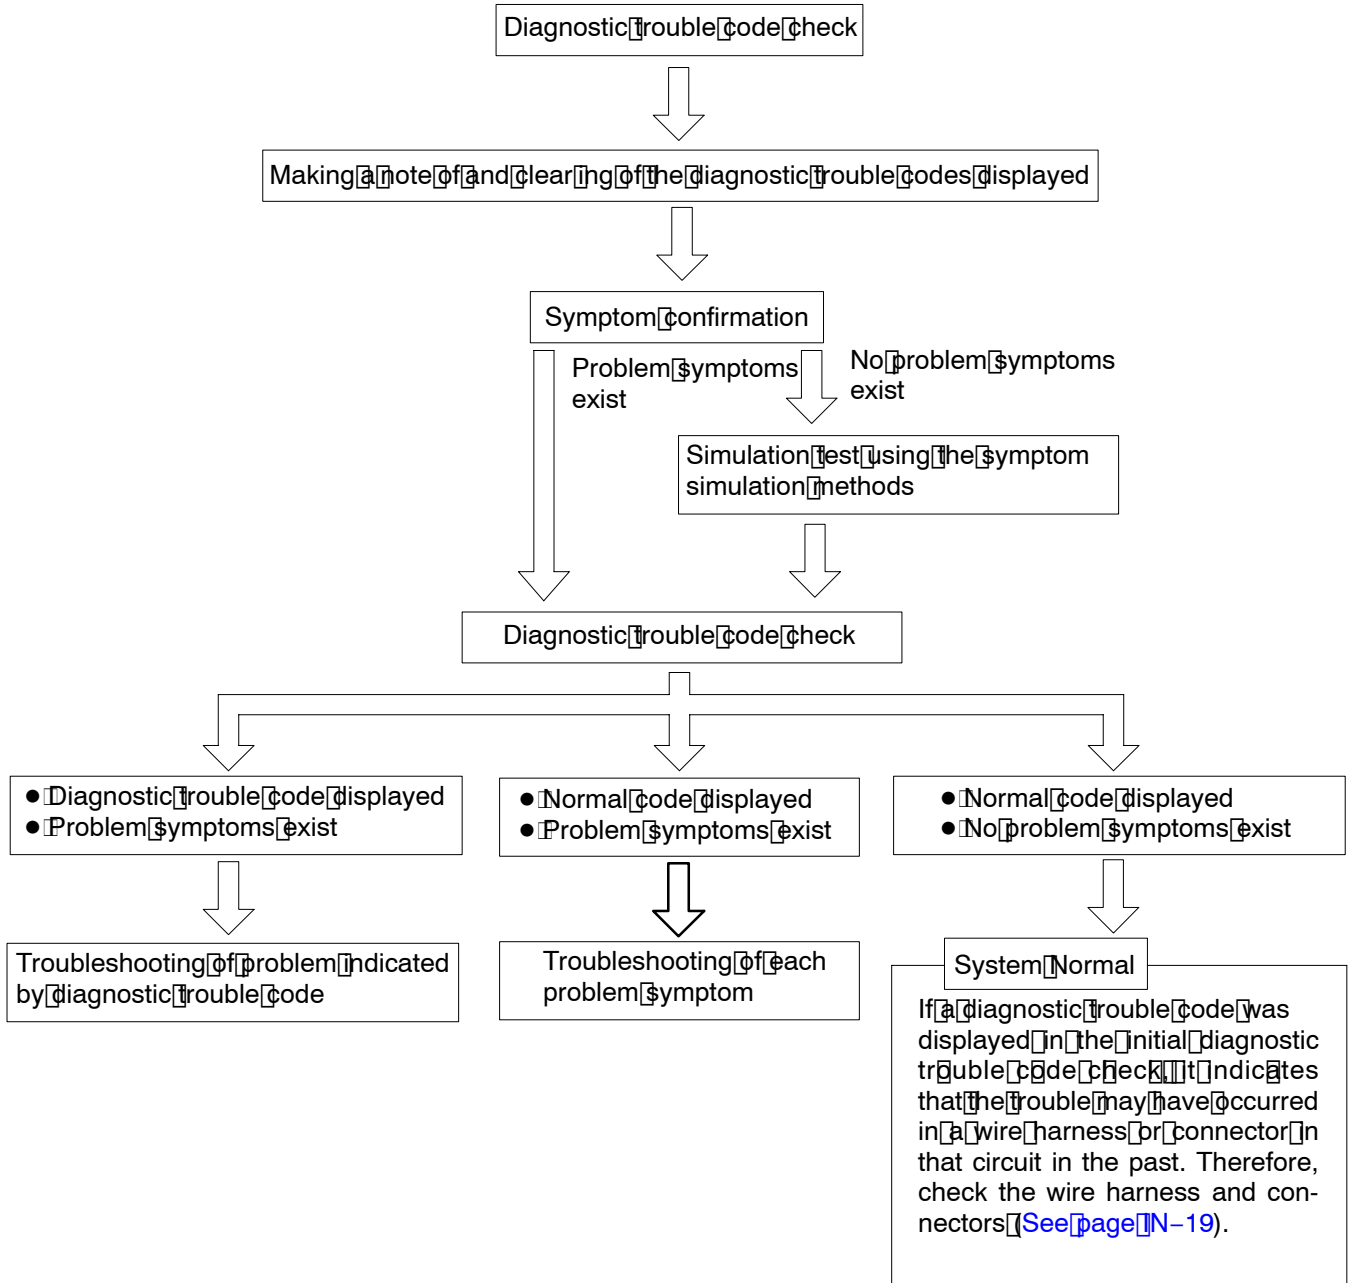 Diagnostic trouble code check
Making a note of and clearing of the diagnostic trouble codes displayed
Symptom confirmation
Problem symptoms
exist
No problem symptoms
exist
Simulation test using the symptom
simulation methods
Diagnostic trouble code check
● Diagnostic trouble code displayed
● Problem symptoms exist
● Normal code displayed
● Problem symptoms exist
● Normal code displayed
● No problem symptoms exist
Troubleshooting of problem indicated
by diagnostic trouble code
Troubleshooting of each
problem symptom
System Normal
If a diagnostic trouble code was
displayed in the initial diagnostic
trouble code check, it indicates
that the trouble may have occurred
in a wire harness or connector in
that circuit in the past. Therefore,
check the wire harness and con-
nectors (See page IN−19).